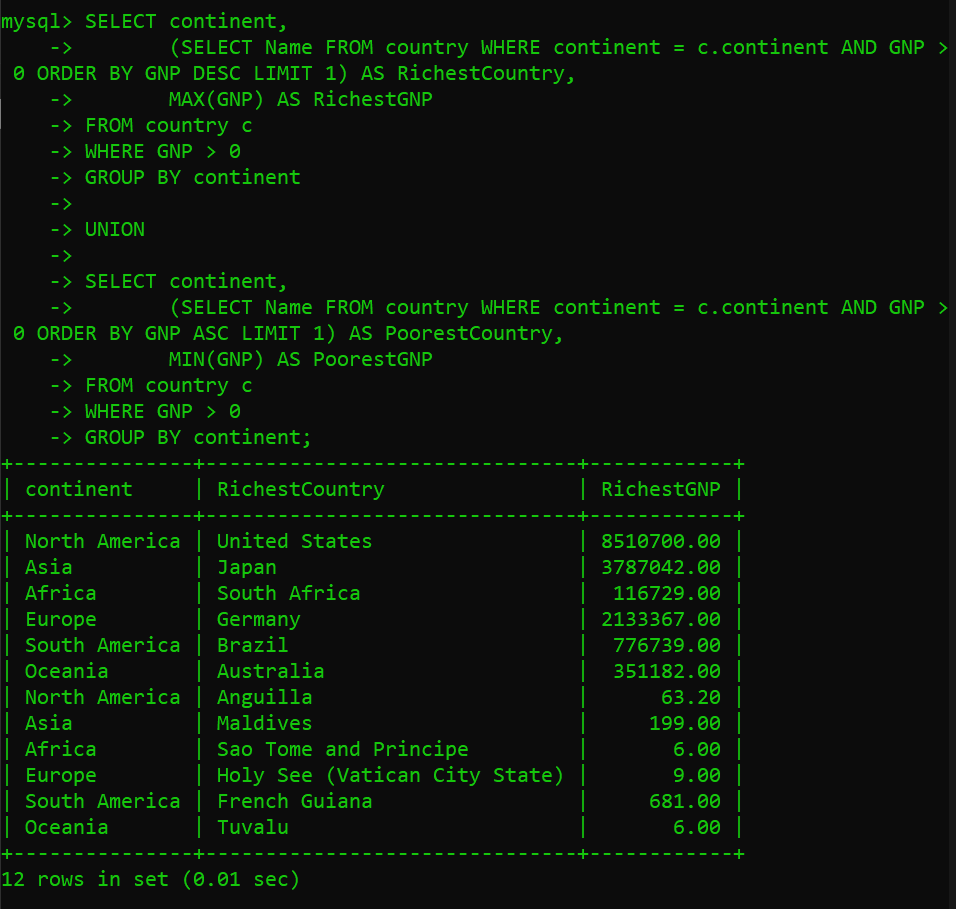 mysql> SELECT continent,
    ->        (SELECT Name FROM country WHERE continent = c.continent AND GNP >
 0 ORDER BY GNP DESC LIMIT 1) AS RichestCountry,
    ->        MAX(GNP) AS RichestGNP
    -> FROM country c
    -> WHERE GNP > 0
    -> GROUP BY continent
    ->
    -> UNION
    ->
    -> SELECT continent,
    ->        (SELECT Name FROM country WHERE continent = c.continent AND GNP >
 0 ORDER BY GNP ASC LIMIT 1) AS PoorestCountry,
    ->        MIN(GNP) AS PoorestGNP
    -> FROM country c
    -> WHERE GNP > 0
    -> GROUP BY continent;
+---------------+-------------------------------+------------+
| continent     | RichestCountry                | RichestGNP |
+---------------+-------------------------------+------------+
| North America | United States                 | 8510700.00 |
| Asia          | Japan                         | 3787042.00 |
| Africa        | South Africa                  |  116729.00 |
| Europe        | Germany                       | 2133367.00 |
| South America | Brazil                        |  776739.00 |
| Oceania       | Australia                     |  351182.00 |
| North America | Anguilla                      |      63.20 |
| Asia          | Maldives                      |     199.00 |
| Africa        | Sao Tome and Principe         |       6.00 |
| Europe        | Holy See (Vatican City State) |       9.00 |
| South America | French Guiana                 |     681.00 |
| Oceania       | Tuvalu                        |       6.00 |
+---------------+-------------------------------+------------+
12 rows in set (0.01 sec)